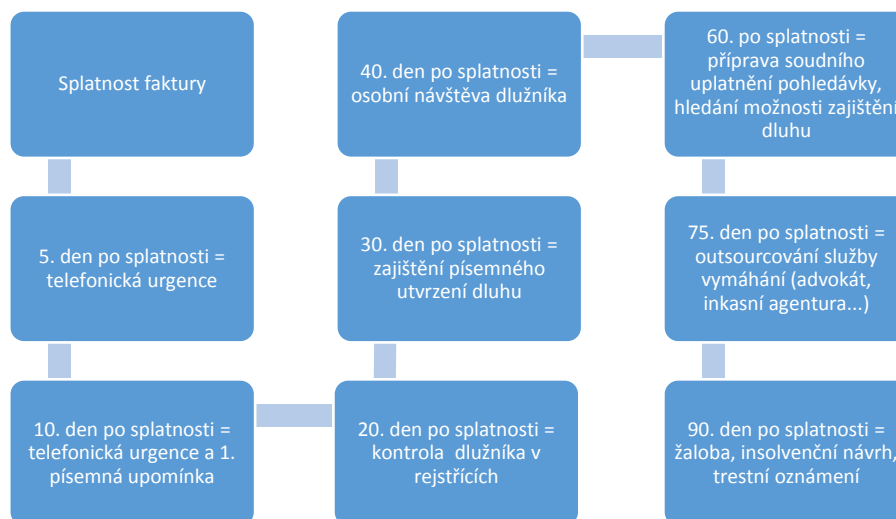 Splatnost faktury
5. den po splatnosti =
telefonická urgence
10. den po splatnosti =
telefonická urgence a 1.
písemná upomínka
20. den po splatnosti =
kontrola  dlužníka v
rejstřících
30. den po splatnosti =
zajištění písemného
utvrzení dluhu
40. den po splatnosti =
osobní návštěva dlužníka
60. po splatnosti =
příprava soudního
uplatnění pohledávky,
hledání možnosti zajištění
dluhu
75. den po splatnosti =
outsourcování služby
vymáhání (advokát,
inkasní agentura...)
90. den po splatnosti =
žaloba, insolvenční návrh,
trestní oznámení